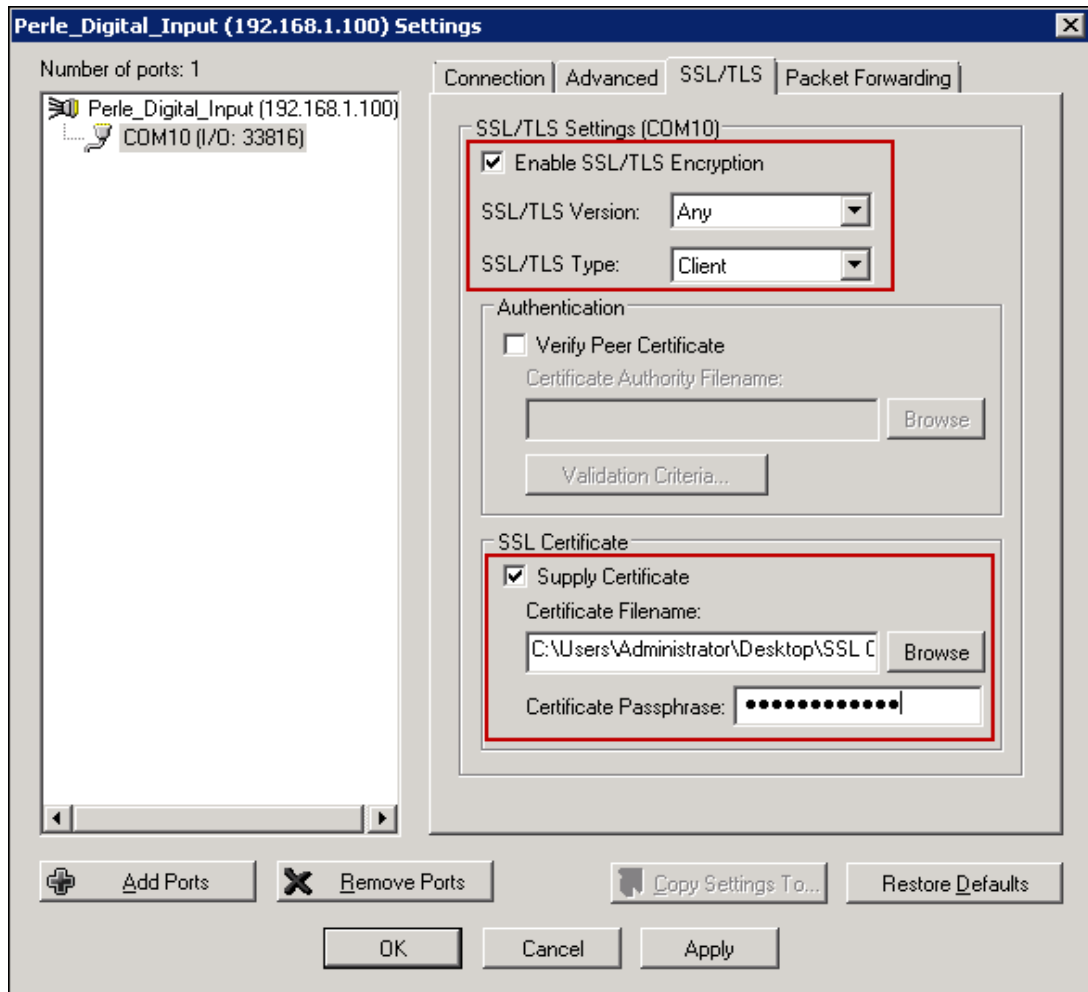 Perle_Digital_Input (192.168.1.100) Settings
Number of ports: 1
Perle_Digital_Input (192.168.1.100)
COM10 (I/O: 33816)
Connection
Advanced
SSL/TLS
Packet Forwarding
SSL/TLS Settings (COM10)
Enable SSL/TLS Encryption
SSL/TLS Version: Any
SSL/TLS Type: Client
Authentication
Verify Peer Certificate
Certificate Authority Filename:
Browse
Validation Criteria...
SSL Certificate
Supply Certificate
Certificate Filename:
C:\Users\Administrator\Desktop\SSL C Browse
Certificate Passphrase: ●●●●●●●●●●●●
Add Ports
Remove Ports
Copy Settings To...
Restore Defaults
OK
Cancel
Apply